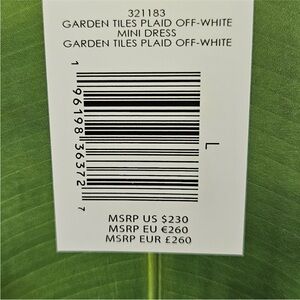 321183
GARDEN TILES PLAID OFF-WHITE
MINI DRESS
GARDEN TILES PLAID OFF-WHITE
1 96198 36372 7
L
MSRP US $230
MSRP EU €260
MSRP EUR £260